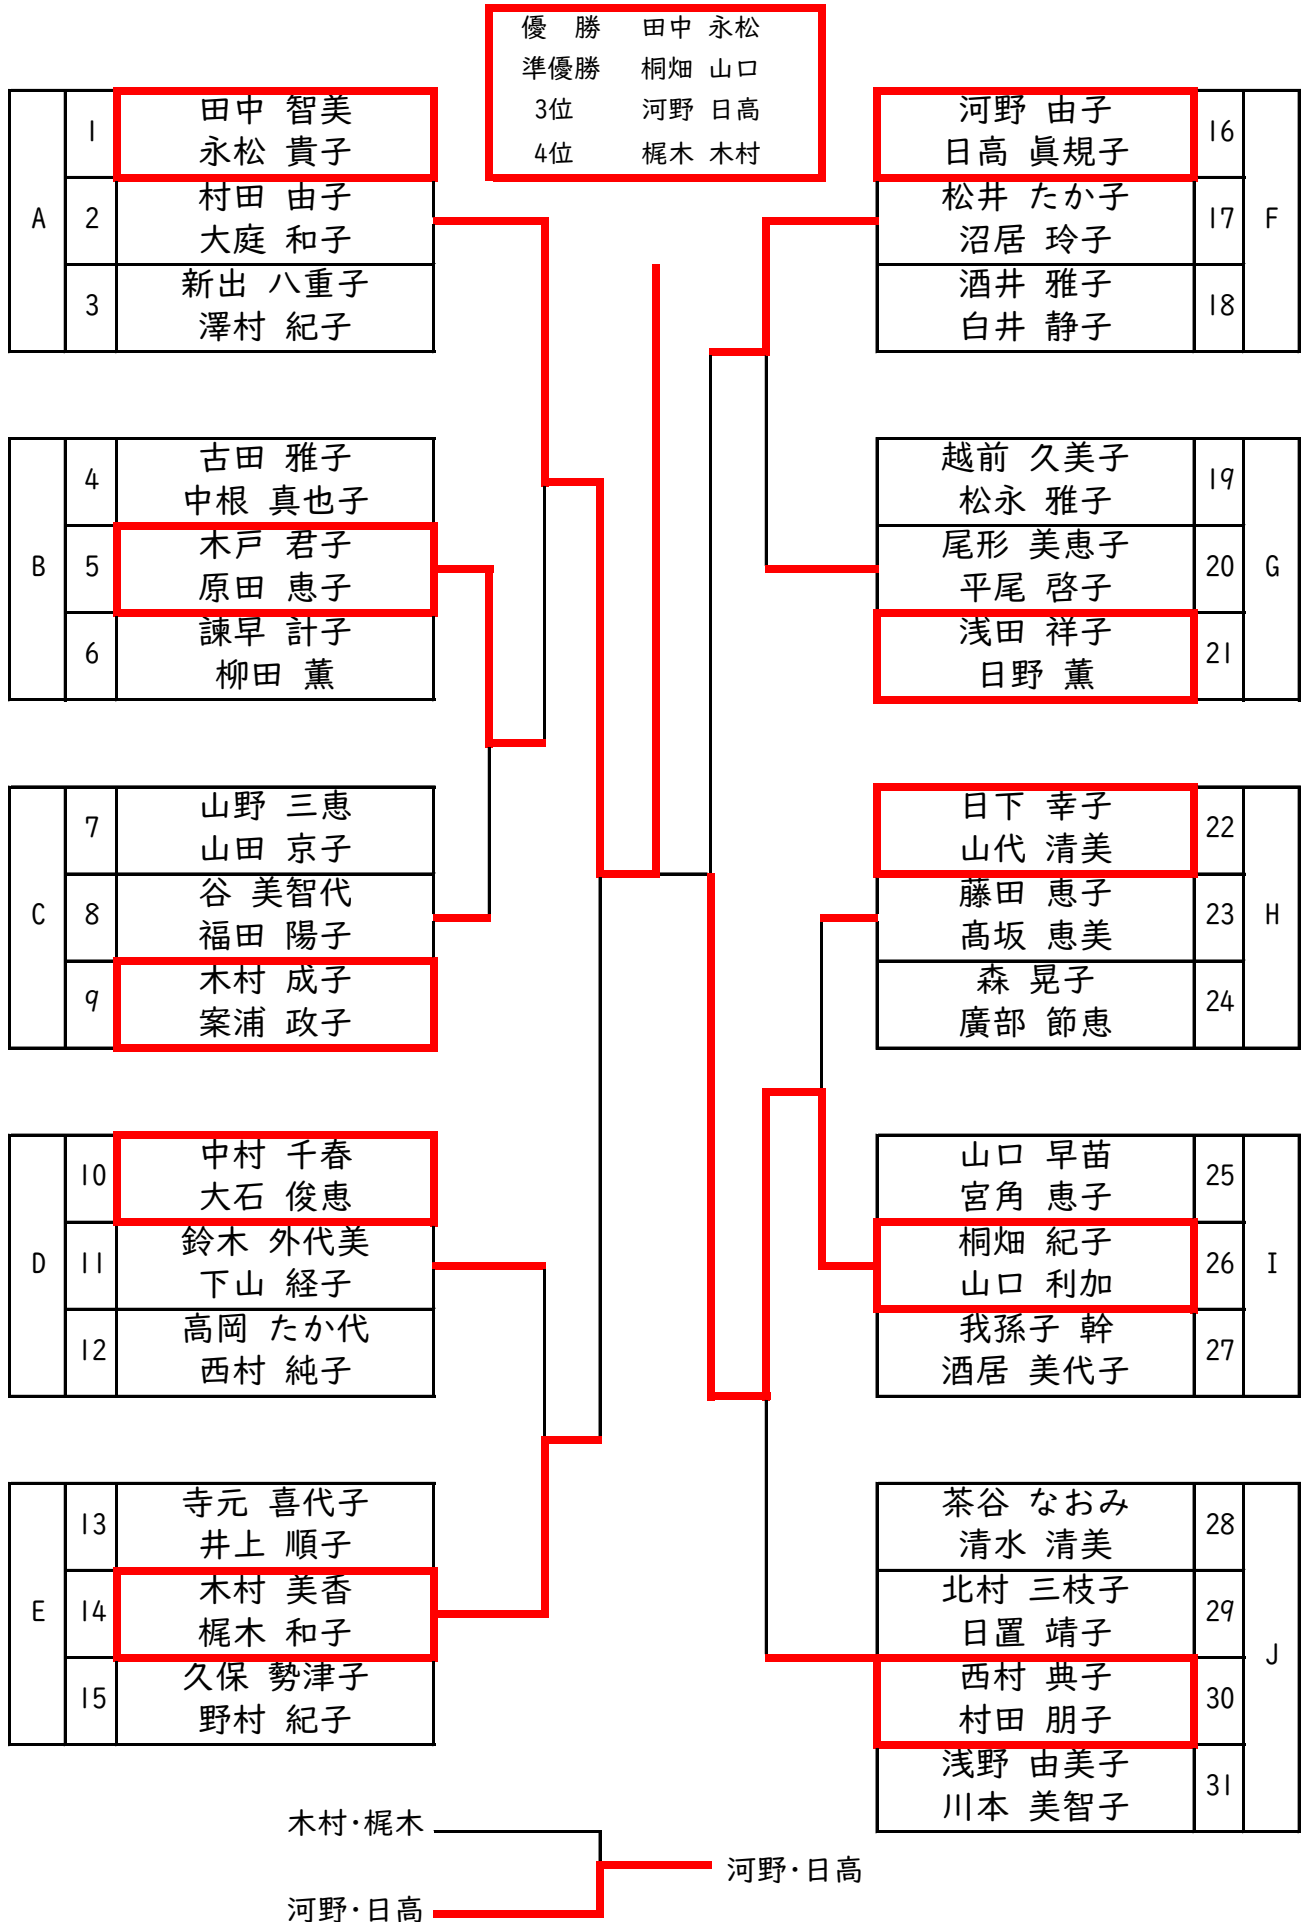 優 勝 田中 永松
準優勝 桐畑 山口
3位 河野 日高
4位 梶木 木村
A
1
田中 智美
永松 貴子
2
村田 由子
大庭 和子
3
新出 八重子
澤村 紀子
B
4
古田 雅子
中根 真也子
5
木戸 君子
原田 恵子
6
諫早 計子
柳田 薫
C
7
山野 三恵
山田 京子
8
谷 美智代
福田 陽子
9
木村 成子
案浦 政子
D
10
中村 千春
大石 俊恵
11
鈴木 外代美
下山 経子
12
高岡 たか代
西村 純子
E
13
寺元 喜代子
井上 順子
14
木村 美香
梶木 和子
15
久保 勢津子
野村 紀子
河野 由子
日高 眞規子
16
松井 たか子
沼居 玲子
17
F
酒井 雅子
白井 静子
18
越前 久美子
松永 雅子
19
尾形 美恵子
平尾 啓子
20
G
浅田 祥子
日野 薫
21
日下 幸子
山代 清美
22
藤田 恵子
髙坂 恵美
23
H
森 晃子
廣部 節恵
24
山口 早苗
宮角 恵子
25
桐畑 紀子
山口 利加
26
I
我孫子 幹
酒居 美代子
27
茶谷 なおみ
清水 清美
28
北村 三枝子
日置 靖子
29
J
西村 典子
村田 朋子
30
浅野 由美子
川本 美智子
31
木村・梶木
河野・日高
河野・日高